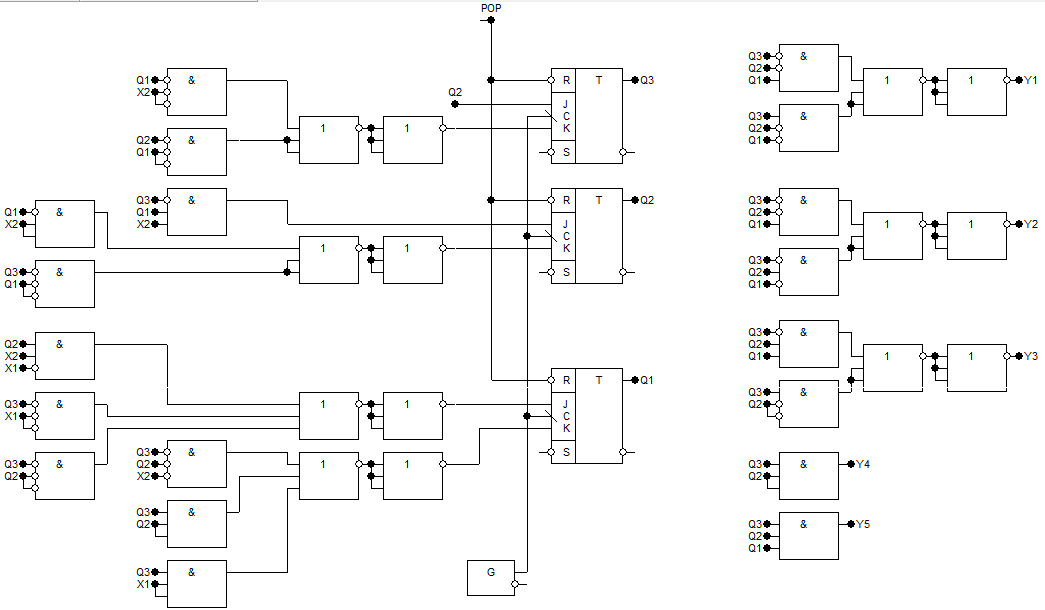 POP
Q3 & Q2 Q1
Q1 & X2
R T Q3
1 1 Y1
Q2
J
C
K
Q3 & Q2 Q1
1 1
Q2 & Q1
S
Q3 & Q1 X2
R T Q2
Q3 & Q2 Q1
Q1 & X2
J
C
K
1 1 Y2
1 1
Q3 & Q1
S
Q3 & Q2 Q1
Q3 & Q2 Q1
Q2 & X2 X1
1 1 Y3
R T Q1
Q3 & X1
1 1
J
C
K
Q3 & Q2
Q3 & Q2
Q3 & Q2 X2
1 1
S
Q3 & Q2 Y4
Q3 & Q2
Q3 & Q2 Q1 Y5
Q3 & X1
G